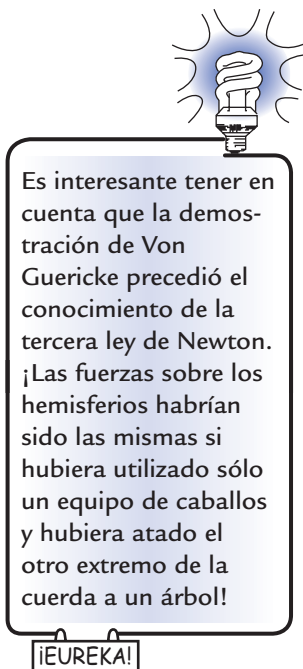 Es interesante tener en
cuenta que la demos-
tración de Von
Guericke precedió el
conocimiento de la
tercera ley de Newton.
¡Las fuerzas sobre los
hemisferios habrían
sido las mismas si
hubiera utilizado sólo
un equipo de caballos
y hubiera atado el
otro extremo de la
cuerda a un árbol!
¡EUREKA!